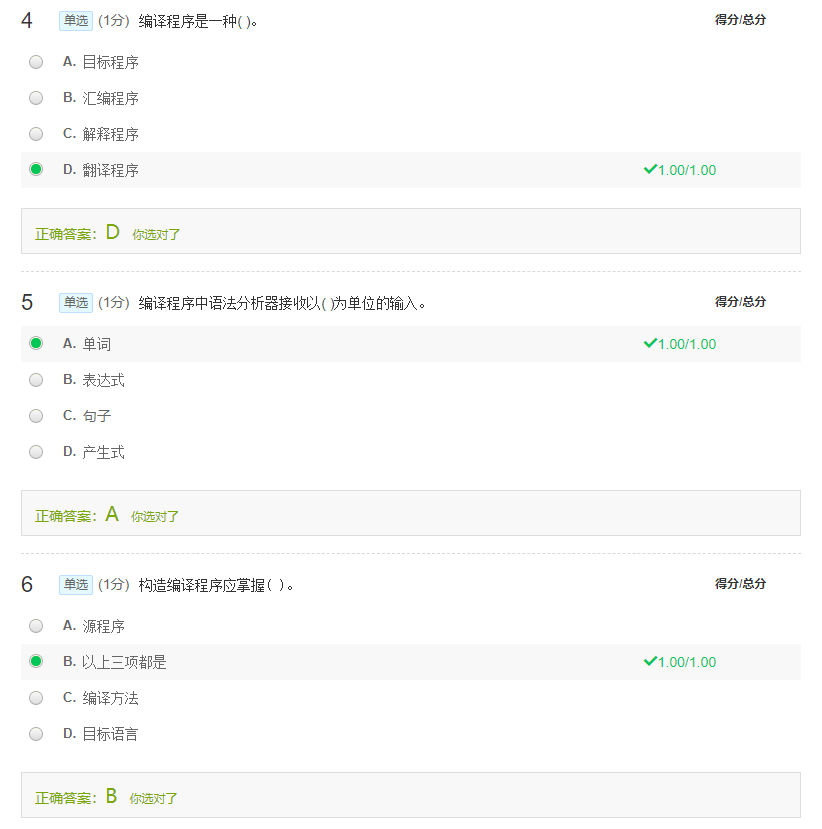 4 单选 (1分) 编译程序是一种( )。 得分/总分
A. 目标程序
B. 汇编程序
C. 解释程序
D. 翻译程序 1.00/1.00
正确答案：D 你选对了
5 单选 (1分) 编译程序中语法分析器接收以( )为单位的输入。 得分/总分
A. 单词 1.00/1.00
B. 表达式
C. 句子
D. 产生式
正确答案：A 你选对了
6 单选 (1分) 构造编译程序应掌握( )。 得分/总分
A. 源程序
B. 以上三项都是 1.00/1.00
C. 编译方法
D. 目标语言
正确答案：B 你选对了